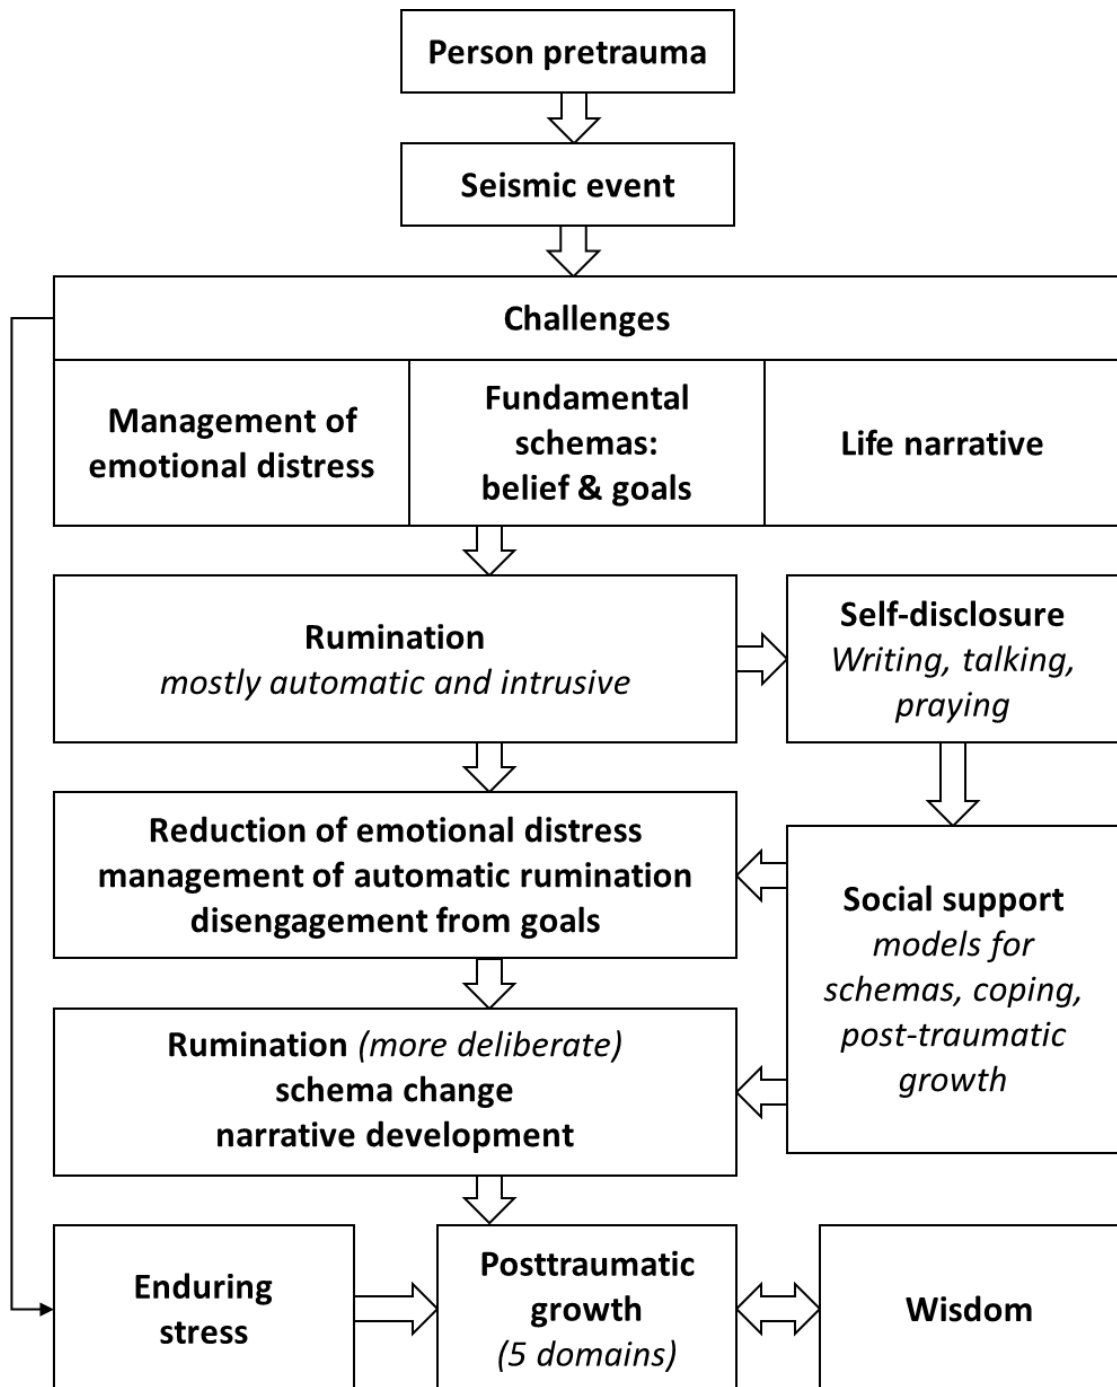 Person pretrauma
Seismic event
Challenges
Management of
emotional distress
Fundamental
schemas:
belief & goals
Life narrative
Rumination
mostly automatic and intrusive
Self-disclosure
Writing, talking,
praying
Reduction of emotional distress
management of automatic rumination
disengagement from goals
Social support
models for
schemas, coping,
post-traumatic
growth
Rumination (more deliberate)
schema change
narrative development
Enduring
stress
Posttraumatic
growth
(5 domains)
Wisdom